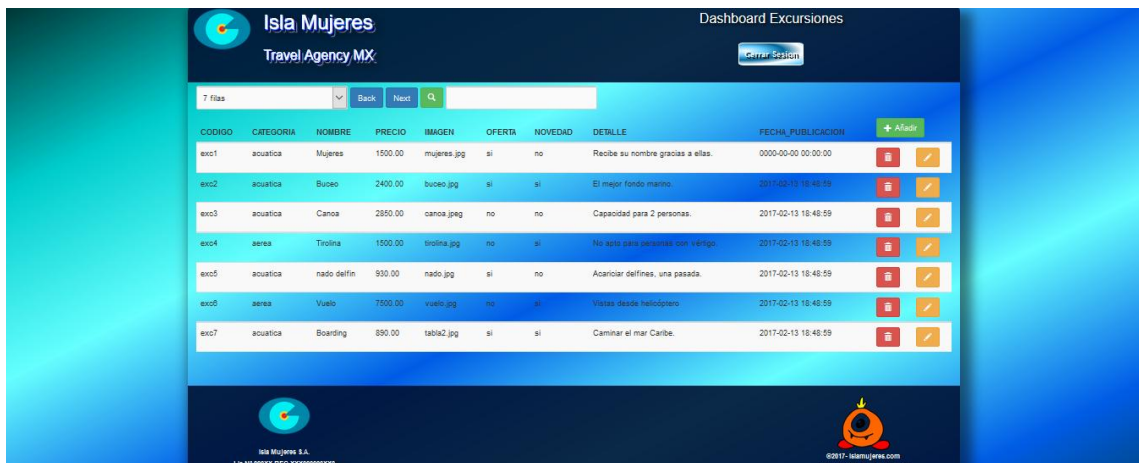 Isla Mujeres
Travel Agency MX
Dashboard Excursiones
Cerrar Sesion
7 filas Back Next
CODIGO CATEGORIA NOMBRE PRECIO IMAGEN OFERTA NOVEDAD DETALLE FECHA_PUBLICACION Añadir
exc1 acuatica Mujeres 1500.00 mujeres.jpg si no Recibe su nombre gracias a ellas. 0000-00-00 00:00:00
exc2 acuatica Buceo 2400.00 buceo.jpg si si El mejor fondo marino. 2017-02-13 18:48:59
exc3 acuatica Canoa 2850.00 canoa.jpeg no no Capacidad para 2 personas. 2017-02-13 18:48:59
exc4 aerea Tirolina 1500.00 tirolina.jpg no si No apto para personas con vértigo. 2017-02-13 18:48:59
exc5 acuatica nado delfin 930.00 nado.jpg si no Acariciar delfines, una pasada. 2017-02-13 18:48:59
exc6 aerea Vuelo 7500.00 vuelo.jpg no si Vistas desde helicóptero 2017-02-13 18:48:59
exc7 acuatica Boarding 890.00 tabla2.jpg si si Caminar el mar Caribe. 2017-02-13 18:48:59
Isla Mujeres S.A.
©2017- Islamujeres.com